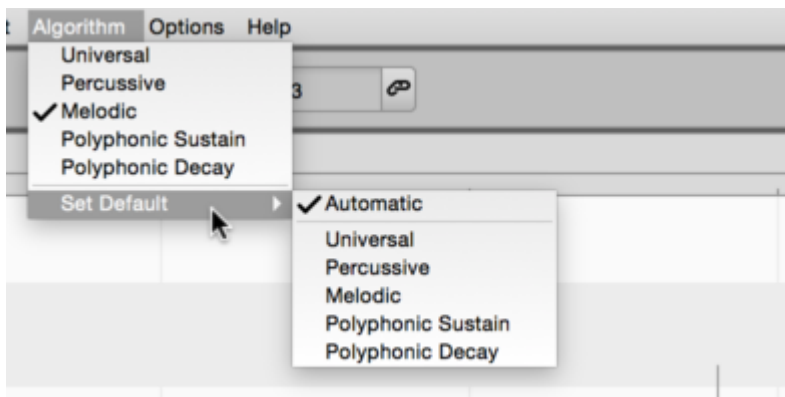 Algorithm Options Help
Universal
Percussive
3
Melodic
Polyphonic Sustain
Polyphonic Decay
Set Default
Automatic
Universal
Percussive
Melodic
Polyphonic Sustain
Polyphonic Decay